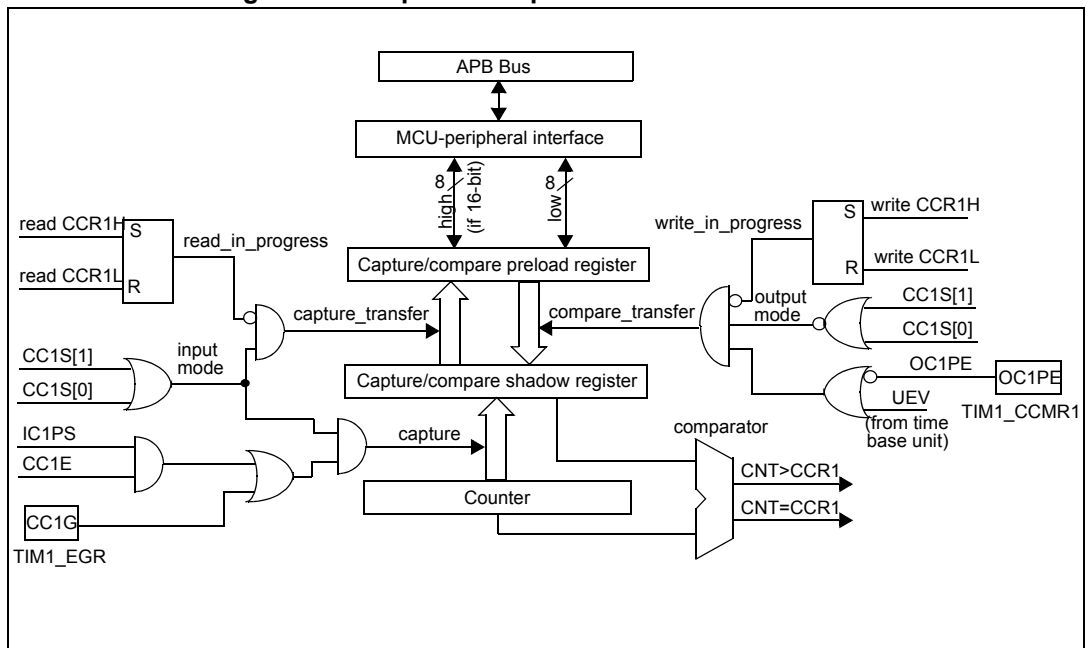 APB Bus
MCU-peripheral interface
8
high
(if 16-bit)
8
low
read CCR1H
S
read_in_progress
read CCR1L
R
write_in_progress
S
write CCR1H
R
write CCR1L
Capture/compare preload register
capture_transfer
compare_transfer
output
mode
CC1S[1]
CC1S[0]
CC1S[1]
CC1S[0]
input
mode
Capture/compare shadow register
OC1PE
OC1PE
UEV
TIM1_CCMR1
(from time
base unit)
IC1PS
CC1E
capture
comparator
Counter
CNT>CCR1
CNT=CCR1
CC1G
TIM1_EGR